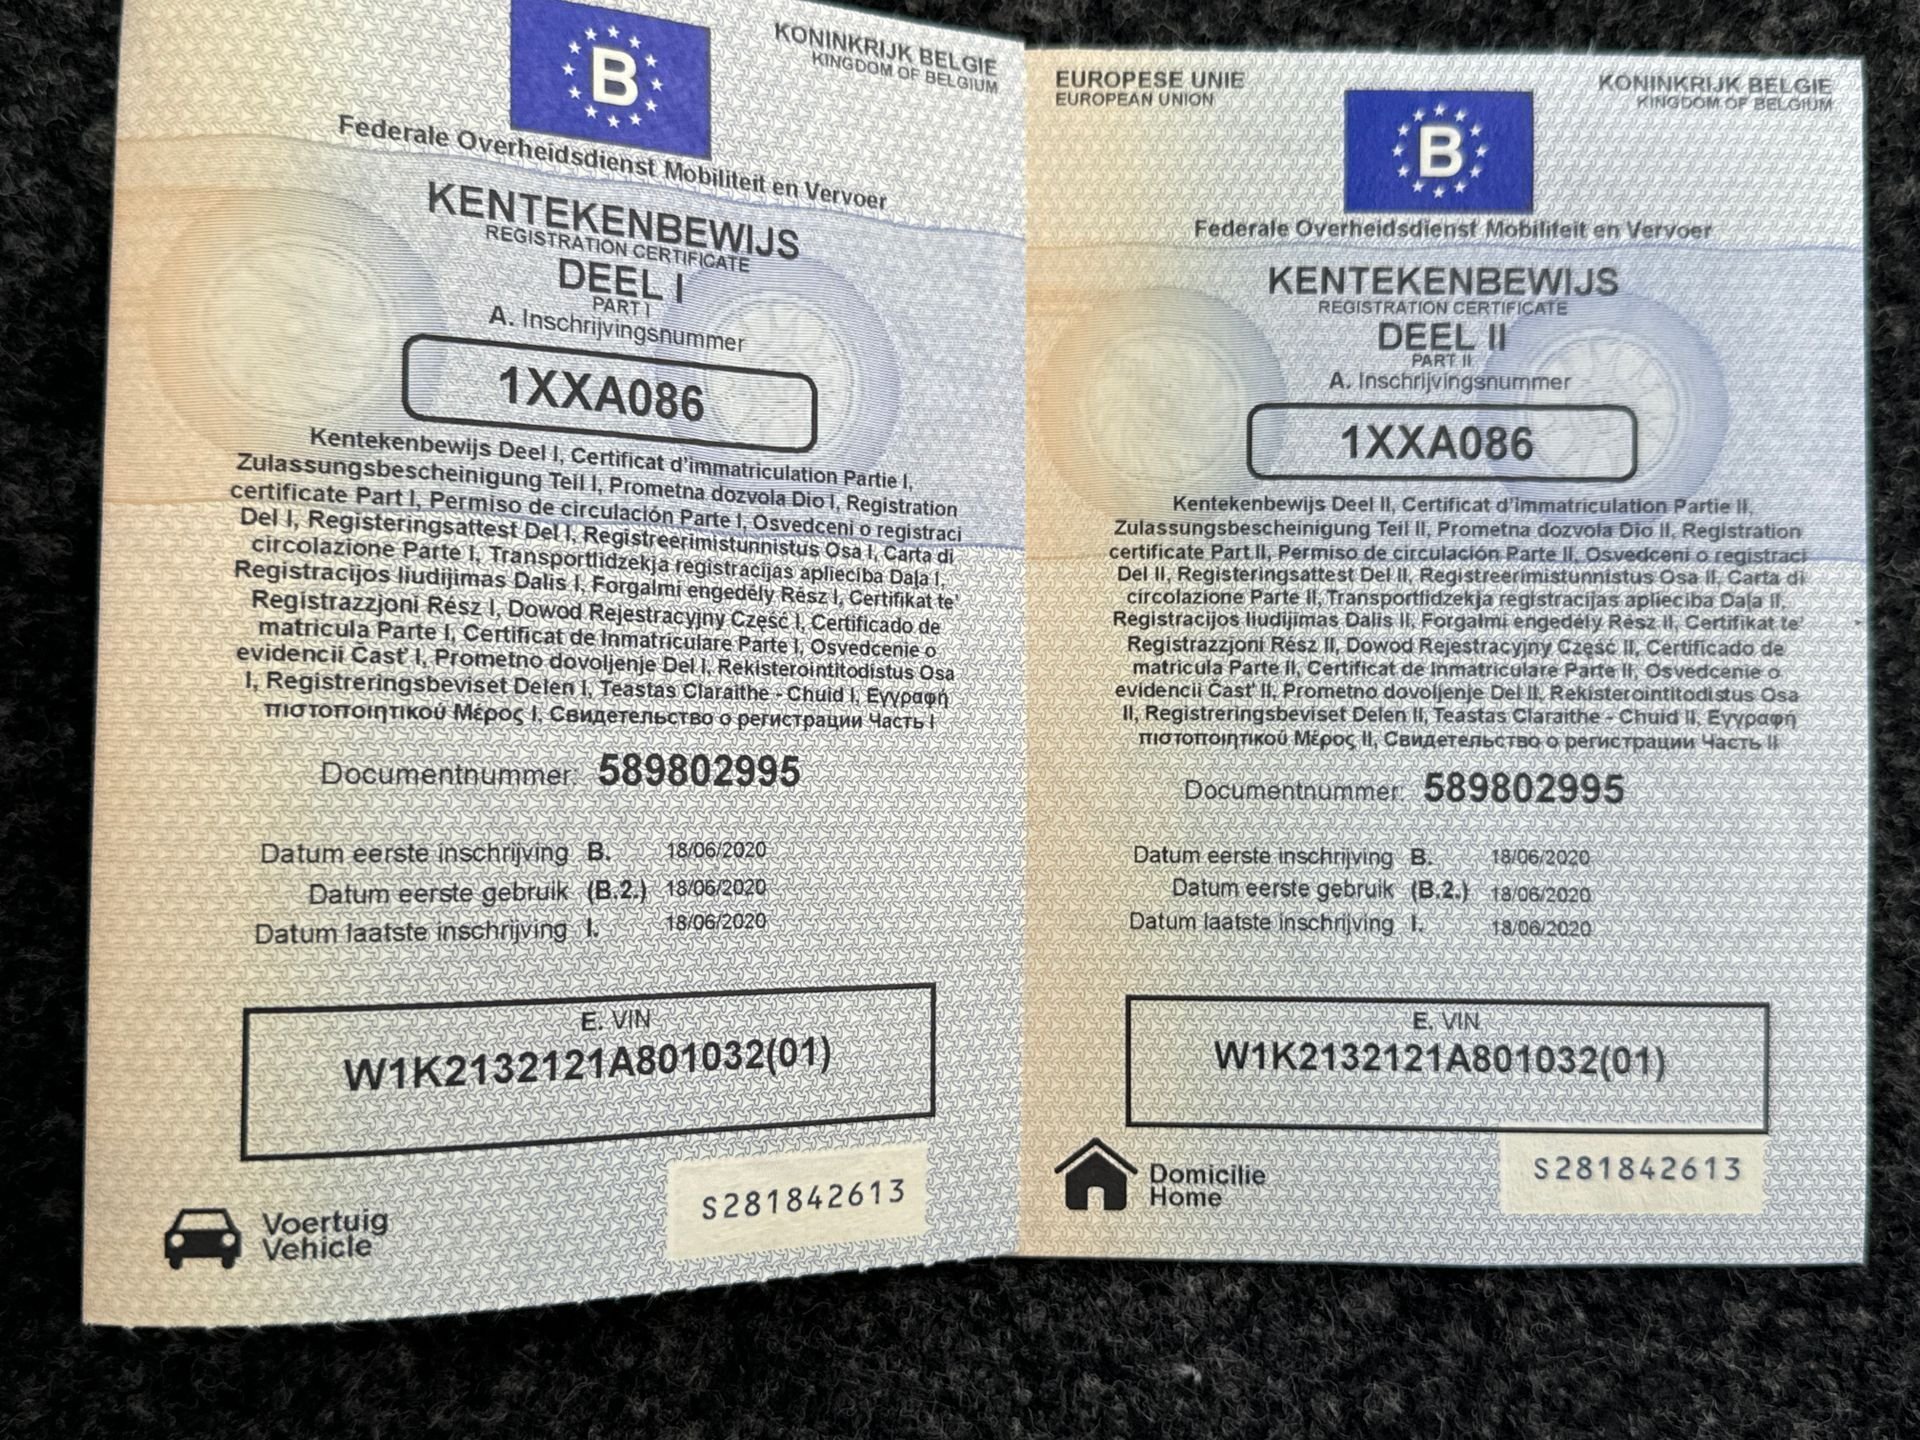 B
KONINKRIJK BELGIE
KINGDOM OF BELGIUM
Federale Overheidsdienst Mobiliteit en Vervoer
KENTEKENBEWIJS
REGISTRATION CERTIFICATE
DEEL I
PART I
A. Inschrijvingsnummer
1XXA086
Kentekenbewijs Deel I, Certificat d'immatriculation Partie I,
Zulassungsbescheinigung Teil I, Prometna dozvola Dio I, Registration
certificate Part I, Permiso de circulación Parte I, Osvedceni o registraci
Del I, Registeringsattest Del I, Registreerimistunnistus Osa I, Carta di
circolazione Parte I, Transportlidzekja registracijas aplieciba Daļa I,
Registracijos liudijimas Dalis I, Forgalmi engedély Rész I, Certifikat te'
Registrazzjoni Rész I, Dowod Rejestracyjny Część I, Certificado de
matricula Parte I, Certificat de Inmatriculare Parte I, Osvedcenie o
evidencii Časť I, Prometno dovoljenje Del I, Rekisterointitodistus Osa
I, Registreringsbeviset Delen I, Teastas Claraithe - Chuid I, Εγγραφή
πιστοποιητικού Μέρος I, Свидетельство о регистрации Часть I
Documentnummer: 589802995
Datum eerste inschrijving B. 18/06/2020
Datum eerste gebruik (B.2.) 18/06/2020
Datum laatste inschrijving I. 18/06/2020
E. VIN
W1K2132121A801032(01)
Voertuig
Vehicle
S281842613
EUROPESE UNIE
EUROPEAN UNION
KONINKRIJK BELGIE
KINGDOM OF BELGIUM
B
Federale Overheidsdienst Mobiliteit en Vervoer
KENTEKENBEWIJS
REGISTRATION CERTIFICATE
DEEL II
PART II
A. Inschrijvingsnummer
1XXA086
Kentekenbewijs Deel II, Certificat d'immatriculation Partie II,
Zulassungsbescheinigung Teil II, Prometna dozvola Dio II, Registration
certificate Part II, Permiso de circulación Parte II, Osvedceni o registraci
Del II, Registeringsattest Del II, Registreerimistunnistus Osa II, Carta di
circolazione Parte II, Transportlidzekja registracijas aplieciba Daļa II,
Registracijos liudijimas Dalis II, Forgalmi engedély Rész II, Certifikat te'
Registrazzjoni Rész II, Dowod Rejestracyjny Część II, Certificado de
matricula Parte II, Certificat de Inmatriculare Parte II, Osvedcenie o
evidencii Časť II, Prometno dovoljenje Del II, Rekisterointitodistus Osa
II, Registreringsbeviset Delen II, Teastas Claraithe - Chuid II, Εγγραφή
πιστοποιητικού Μέρος II, Свидетельство о регистрации Часть II
Documentnummer: 589802995
Datum eerste inschrijving B. 18/06/2020
Datum eerste gebruik (B.2.) 18/06/2020
Datum laatste inschrijving I. 18/06/2020
E. VIN
W1K2132121A801032(01)
Domicilie
Home
S281842613